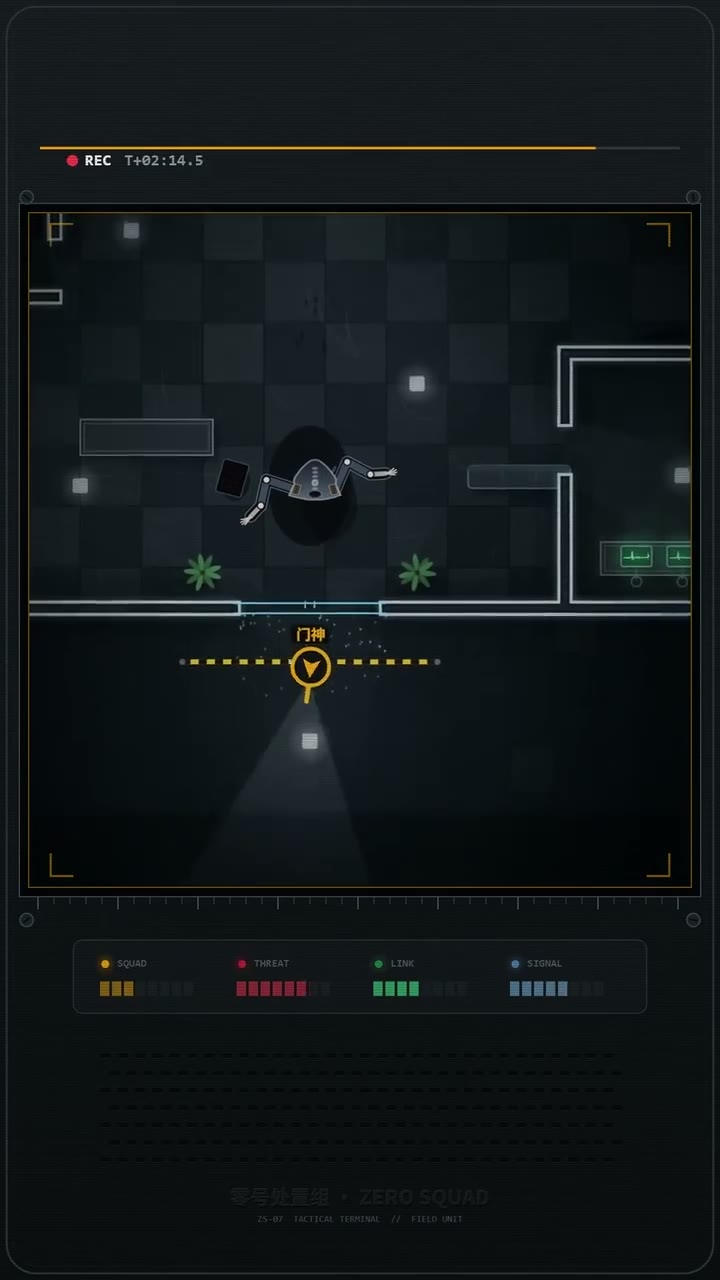 REC T+02:14.5
门神
SQUAD THREAT LINK SIGNAL
零号处置组 · ZERO SQUAD
ZS-07 TACTICAL TERMINAL // FIELD UNIT